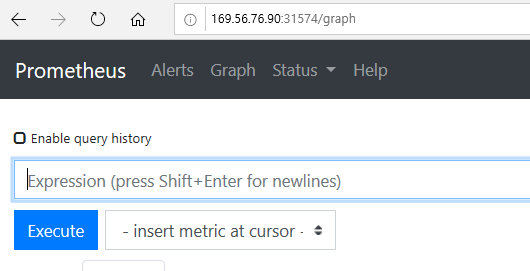 169.56.76.90:31574/graph
Prometheus Alerts Graph Status Help
Enable query history
Expression (press Shift+Enter for newlines)
Execute - insert metric at cursor -